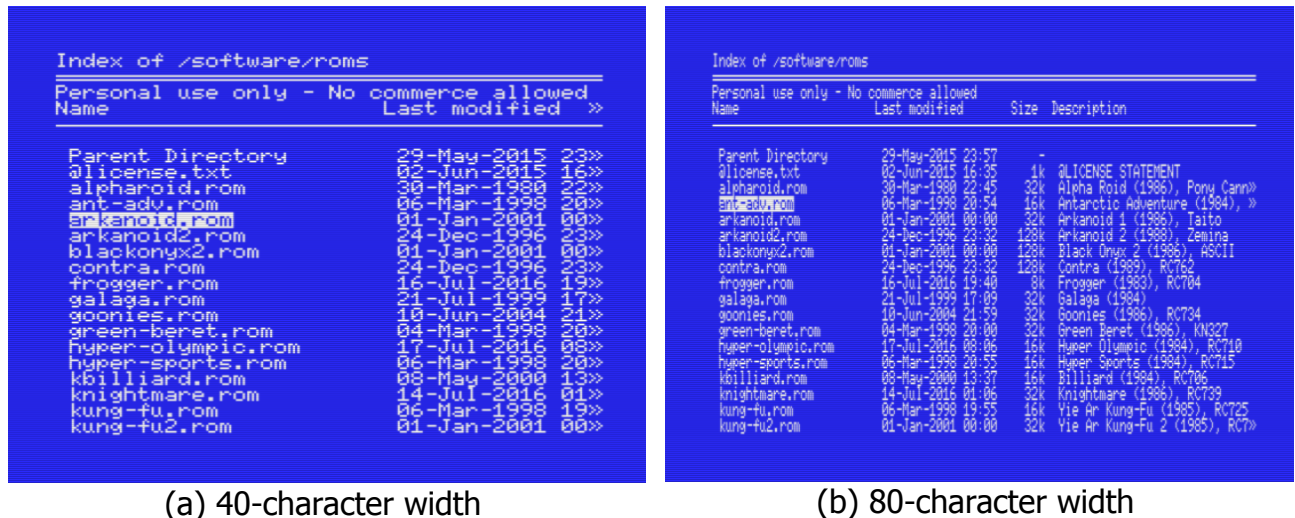 Index of /software/roms
Personal use only - No commerce allowed
Name Last modified »
Parent Directory 29-May-2015 23»
@license.txt 02-Jun-2015 16»
alpharoid.rom 30-Mar-1980 22»
ant-adv.rom 06-Mar-1998 20»
arkanoid.rom 01-Jan-2001 00»
arkanoid2.rom 24-Dec-1996 23»
blackonyx2.rom 01-Jan-2001 00»
contra.rom 24-Dec-1996 23»
frogger.rom 16-Jul-2016 19»
galaga.rom 21-Jul-1999 17»
goonies.rom 10-Jun-2004 21»
green-beret.rom 04-Mar-1998 20»
hyper-olympic.rom 17-Jul-2016 08»
hyper-sports.rom 06-Mar-1998 20»
kbilliard.rom 08-May-2000 13»
knightmare.rom 14-Jul-2016 01»
kung-fu.rom 06-Mar-1998 19»
kung-fu2.rom 01-Jan-2001 00»
(a) 40-character width
Index of /software/roms
Personal use only - No commerce allowed
Name Last modified Size Description
Parent Directory 29-May-2015 23:57 -
@license.txt 02-Jun-2015 16:35 1k @LICENSE STATEMENT
alpharoid.rom 30-Mar-1980 22:45 32k Alpha Roid (1986), Pony Cann»
ant-adv.rom 06-Mar-1998 20:54 16k Antarctic Adventure (1984), »
arkanoid.rom 01-Jan-2001 00:00 32k Arkanoid 1 (1986), Taito
arkanoid2.rom 24-Dec-1996 23:32 128k Arkanoid 2 (1988), Zemina
blackonyx2.rom 01-Jan-2001 00:00 128k Black Onyx 2 (1986), ASCII
contra.rom 24-Dec-1996 23:32 128k Contra (1989), RC762
frogger.rom 16-Jul-2016 19:40 8k Frogger (1983), RC704
galaga.rom 21-Jul-1999 17:09 32k Galaga (1984)
goonies.rom 10-Jun-2004 21:59 32k Goonies (1986), RC734
green-beret.rom 04-Mar-1998 20:00 32k Green Beret (1986), KN327
hyper-olympic.rom 17-Jul-2016 08:06 16k Hyper Olympic (1984), RC710
hyper-sports.rom 06-Mar-1998 20:55 16k Hyper Sports (1984), RC715
kbilliard.rom 08-May-2000 13:37 16k Billiard (1984), RC706
knightmare.rom 14-Jul-2016 01:06 32k Knightmare (1986), RC739
kung-fu.rom 06-Mar-1998 19:55 16k Yie Ar Kung-Fu (1985), RC725
kung-fu2.rom 01-Jan-2001 00:00 32k Yie Ar Kung-Fu 2 (1985), RC7»
(b) 80-character width